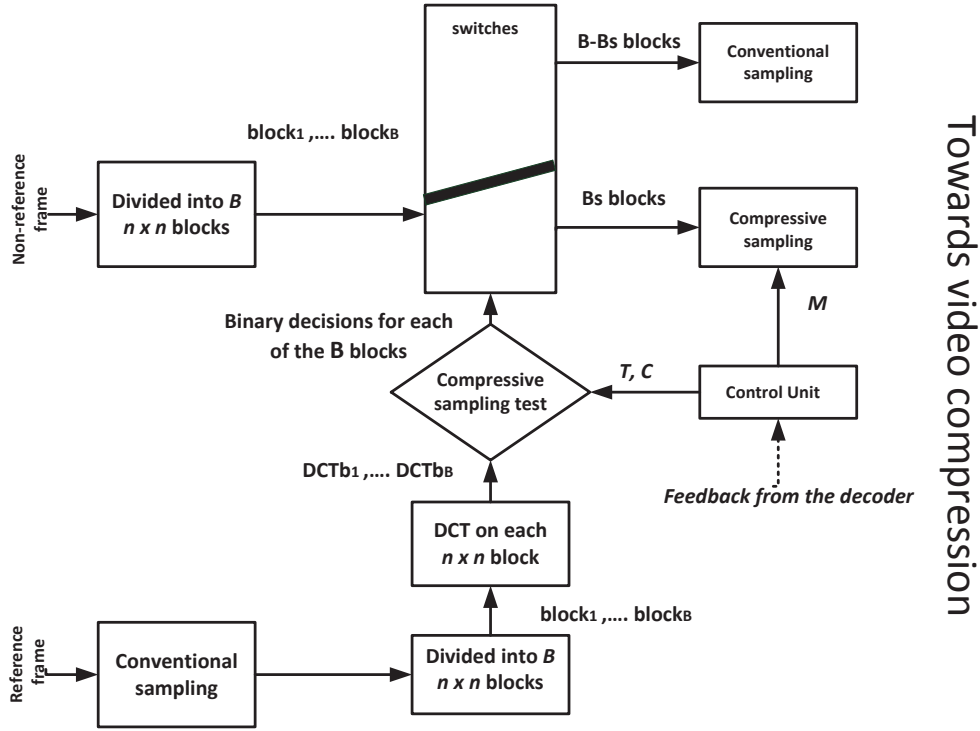 switches
B-Bs blocks
Conventional
sampling
block1 ,.... blockB
Non-reference
frame
Divided into B
n x n blocks
Bs blocks
Compressive
sampling
M
Binary decisions for each
of the B blocks
Compressive
sampling test
T, C
Control Unit
DCTb1 ,.... DCTbB
Feedback from the decoder
DCT on each
n x n block
block1 ,.... blockB
Reference
frame
Conventional
sampling
Divided into B
n x n blocks
Towards video compression